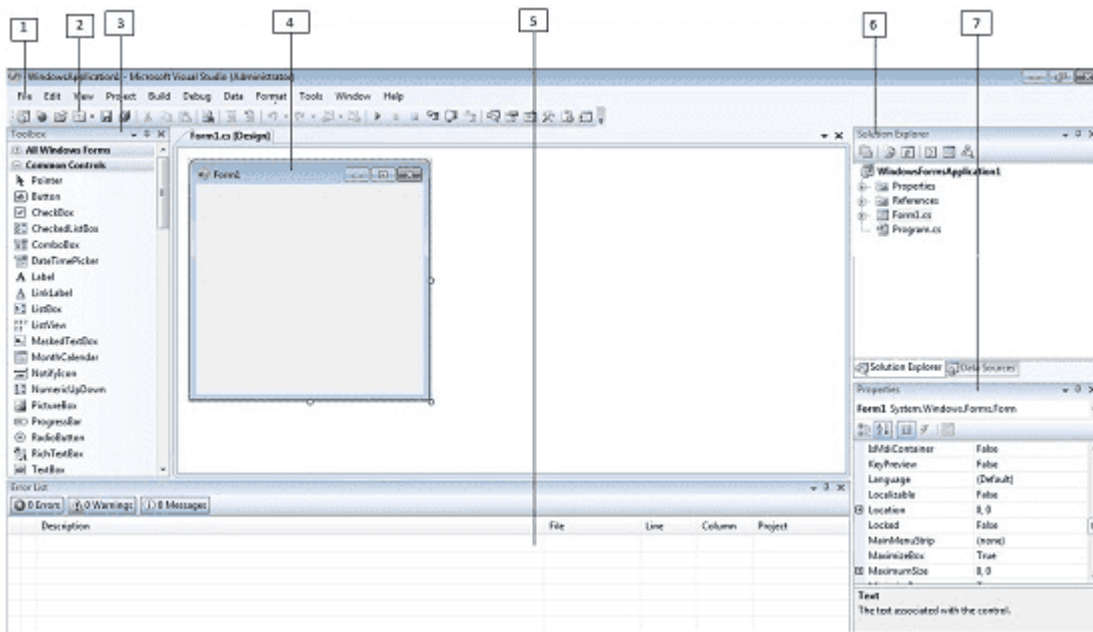 1 2 3 4 5 6 7
WindowsApplication1 - Microsoft Visual Studio (Administrator)
File Edit View Project Build Debug Data Format Tools Window Help
Toolbox
All Windows Forms
Common Controls
Pointer
Button
CheckBox
CheckedListBox
ComboBox
DateTimePicker
Label
LinkLabel
ListBox
ListView
MaskedTextBox
MonthCalendar
NotifyIcon
NumericUpDown
PictureBox
ProgressBar
RadioButton
RichTextBox
TextBox
Form1.cs [Design]
Form1
Solution Explorer
WindowsFormsApplication1
Properties
References
Form1.cs
Program.cs
Solution Explorer Data Sources
Properties
Form1 System.Windows.Forms.Form
IsMdiContainer False
KeyPreview False
Language (Default)
Localizable False
Location 0, 0
Locked False
MainMenuStrip (none)
MaximizeBox True
MaximumSize 0, 0
Text
The text associated with the control.
Error List
0 Errors 0 Warnings 0 Messages
Description File Line Column Project